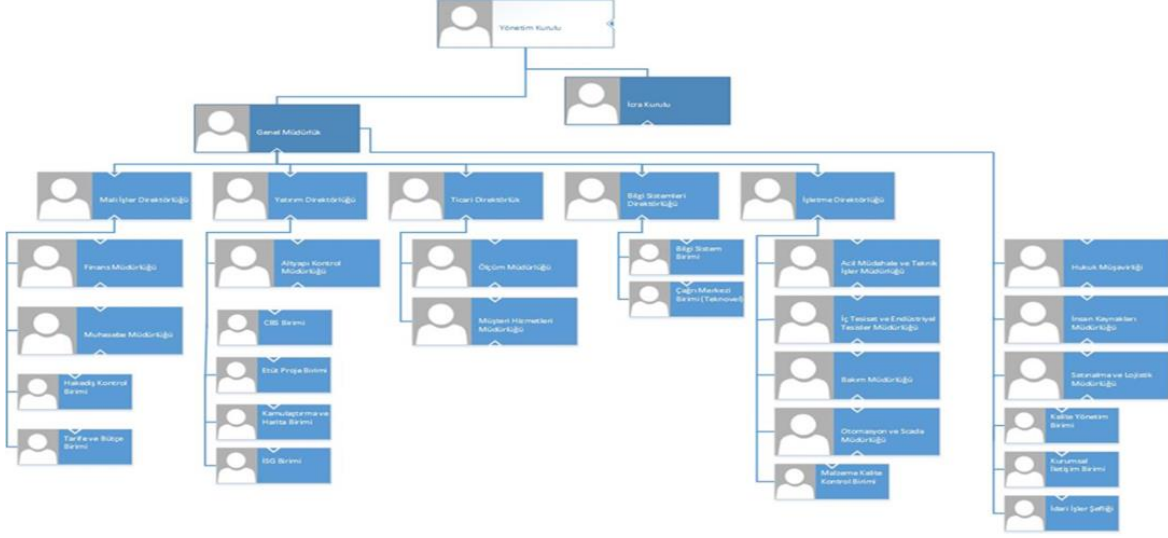 Yönetim Kurulu
İcra Kurulu
Genel Müdürlük
Mali İşler Direktörlüğü
Yatırım Direktörlüğü
Ticari Direktörlük
Bilgi Sistemleri
Direktörlüğü
İşletme Direktörlüğü
Finans Müdürlüğü
Muhasebe Müdürlüğü
Hakediş Kontrol
Birimi
Tarife ve Bütçe
Birimi
Altyapı Kontrol
Müdürlüğü
CBS Birimi
Etüt Proje Birimi
Kamulaştırma ve
Harita Birimi
İSG Birimi
Ölçüm Müdürlüğü
Müşteri Hizmetleri
Müdürlüğü
Bilgi Sistem
Birimi
Çağrı Merkezi
Birimi (Teknovel)
Acil Müdahale ve Teknik
İşler Müdürlüğü
İç Tesisat ve Endüstriyel
Tesisler Müdürlüğü
Bakım Müdürlüğü
Otomasyon ve Scada
Müdürlüğü
Malzeme Kalite
Kontrol Birimi
Hukuk Müşavirliği
İnsan Kaynakları
Müdürlüğü
Satınalma ve Lojistik
Müdürlüğü
Kalite Yönetim
Birimi
Kurumsal
İletişim Birimi
İdari İşler Şefliği